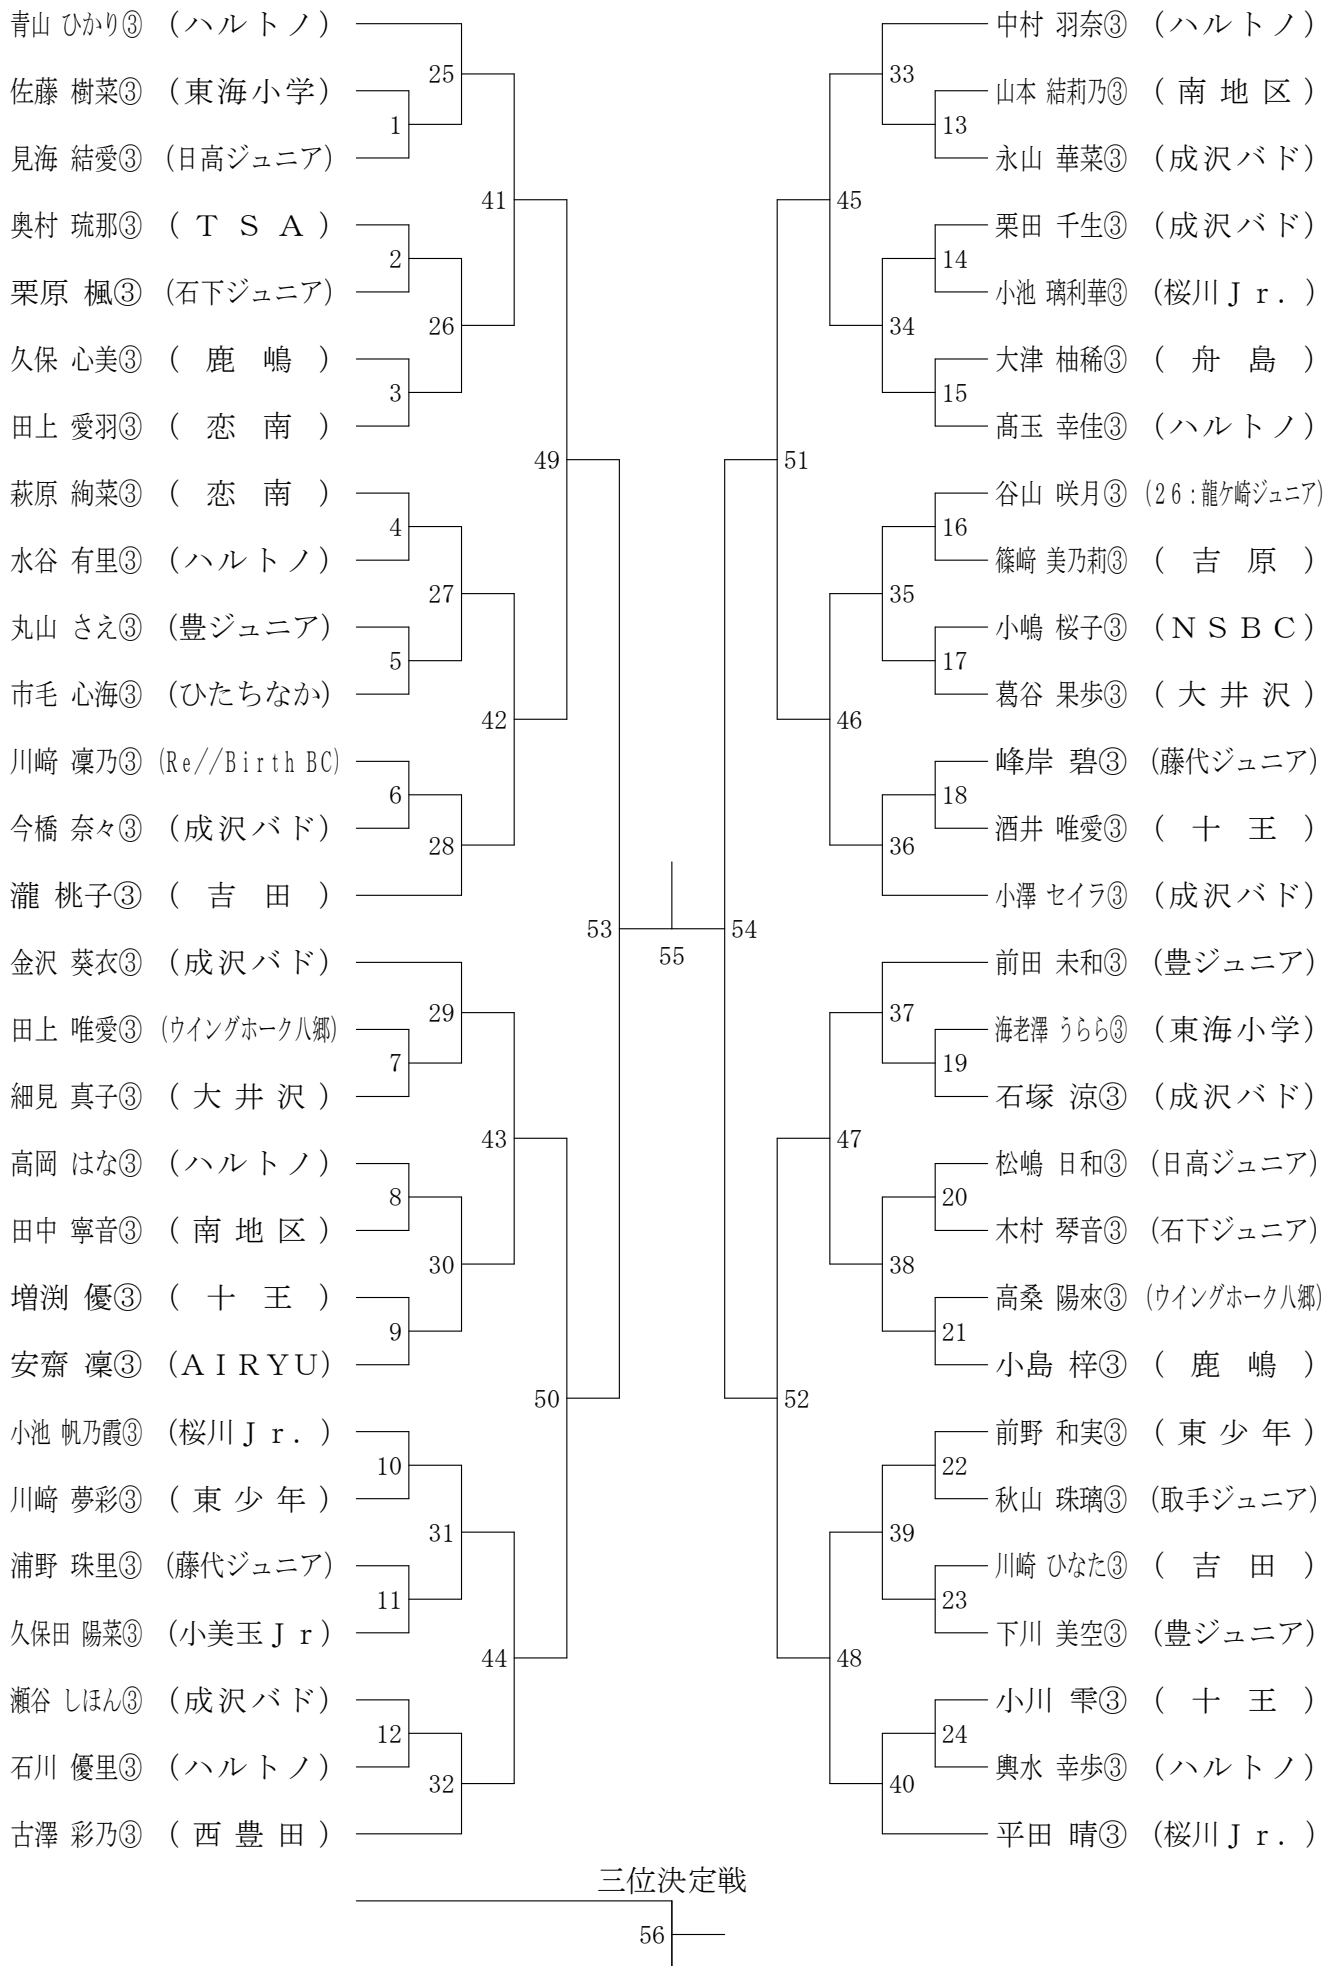 青山 ひかり③ (ハルトノ)
佐藤 樹菜③ (東海小学)
見海 結愛③ (日高ジュニア)
奥村 琉那③ (ＴＳＡ)
栗原 楓③ (石下ジュニア)
久保 心美③ (鹿嶋)
田上 愛羽③ (恋南)
萩原 絢菜③ (恋南)
水谷 有里③ (ハルトノ)
丸山 さえ③ (豊ジュニア)
市毛 心海③ (ひたちなか)
川﨑 凜乃③ (Re//Birth BC)
今橋 奈々③ (成沢バド)
瀧 桃子③ (吉田)
金沢 葵衣③ (成沢バド)
田上 唯愛③ (ウイングホーク八郷)
細見 真子③ (大井沢)
高岡 はな③ (ハルトノ)
田中 寧音③ (南地区)
増渕 優③ (十王)
安齋 凜③ (ＡＩＲＹＵ)
小池 帆乃霞③ (桜川Ｊｒ．)
川﨑 夢彩③ (東少年)
浦野 珠里③ (藤代ジュニア)
久保田 陽菜③ (小美玉Ｊｒ)
瀬谷 しほん③ (成沢バド)
石川 優里③ (ハルトノ)
古澤 彩乃③ (西豊田)
1
2
3
4
5
6
7
8
9
10
11
12
25
26
27
28
29
30
31
32
41
42
43
44
49
50
53
55
54
51
52
45
46
47
48
33
34
35
36
37
38
39
40
13
14
15
16
17
18
19
20
21
22
23
24
中村 羽奈③ (ハルトノ)
山本 結莉乃③ (南地区)
永山 華菜③ (成沢バド)
栗田 千生③ (成沢バド)
小池 璃利華③ (桜川Ｊｒ．)
大津 柚稀③ (舟島)
髙玉 幸佳③ (ハルトノ)
谷山 咲月③ (26:龍ケ崎ジュニア)
篠﨑 美乃莉③ (吉原)
小嶋 桜子③ (ＮＳＢＣ)
葛谷 果歩③ (大井沢)
峰岸 碧③ (藤代ジュニア)
酒井 唯愛③ (十王)
小澤 セイラ③ (成沢バド)
前田 未和③ (豊ジュニア)
海老澤 うらら③ (東海小学)
石塚 涼③ (成沢バド)
松嶋 日和③ (日高ジュニア)
木村 琴音③ (石下ジュニア)
高桑 陽來③ (ウイングホーク八郷)
小島 梓③ (鹿嶋)
前野 和実③ (東少年)
秋山 珠璃③ (取手ジュニア)
川崎 ひなた③ (吉田)
下川 美空③ (豊ジュニア)
小川 雫③ (十王)
輿水 幸歩③ (ハルトノ)
平田 晴③ (桜川Ｊｒ．)
三位決定戦
56